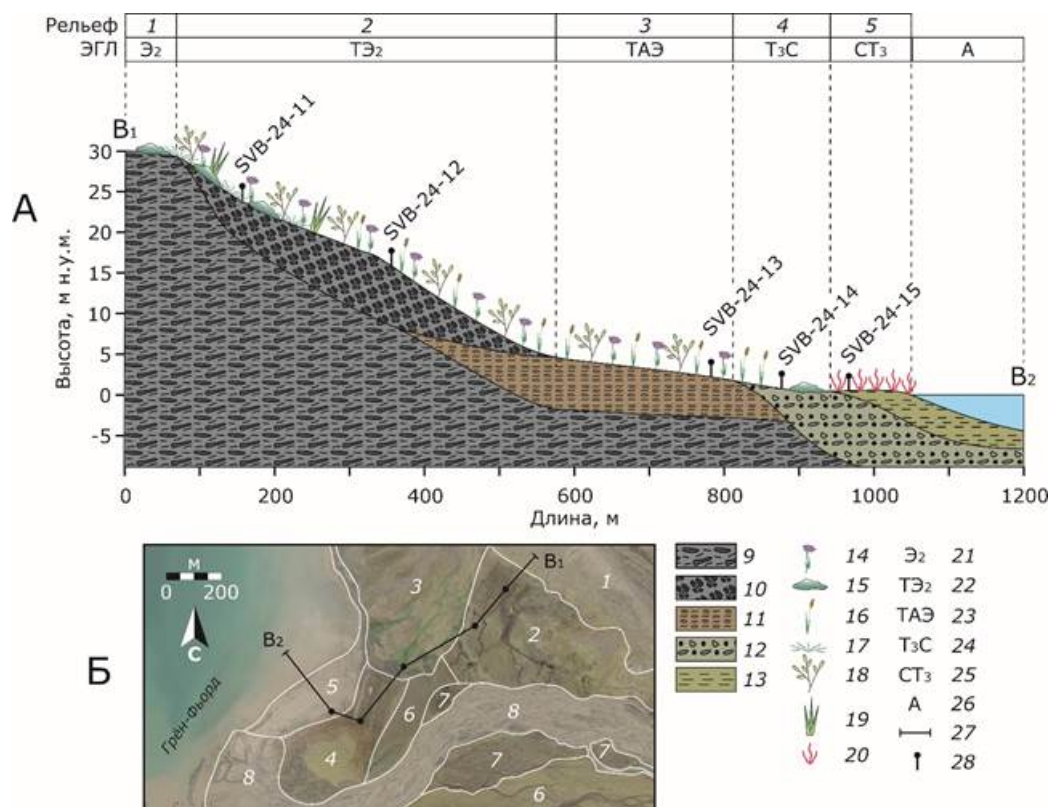 Рельеф 1 2 3 4 5
ЭГЛ Э2 ТЭ2 ТАЭ Т3С СТ3 А
В1
SVB-24-11
SVB-24-12
SVB-24-13
SVB-24-14
SVB-24-15
В2
А
Высота, м н.у.м.
30
25
20
15
10
5
0
-5
0 200 400 600 800 1000 1200
Длина, м
Б
М
0 200
С
Грён-Фьорд
В1
В2
1
3
2
5
7
6
8
4
7
7
8
6
9
10
11
12
13
14
15
16
17
18
19
20
Э2 21
ТЭ2 22
ТАЭ 23
Т3С 24
СТ3 25
А 26
27
28